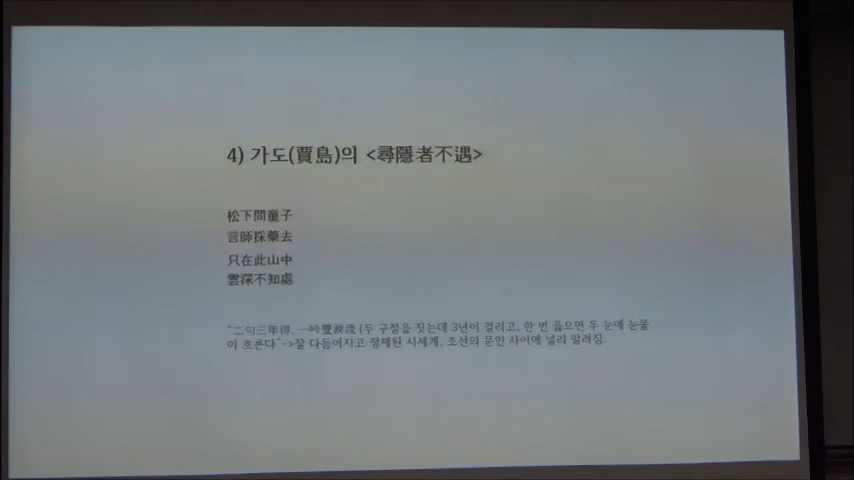 4) 가도(賈島)의 <尋隱者不遇>
松下問童子
言師採藥去
只在此山中
雲深不知處
"二句三年得, 一吟雙淚流 (두 구절을 짓는데 3년이 걸리고, 한 번 읊으면 두 눈에 눈물
이 흐른다"->잘 다듬어지고 정제된 시세계, 조선의 문인 사이에 널리 알려짐.